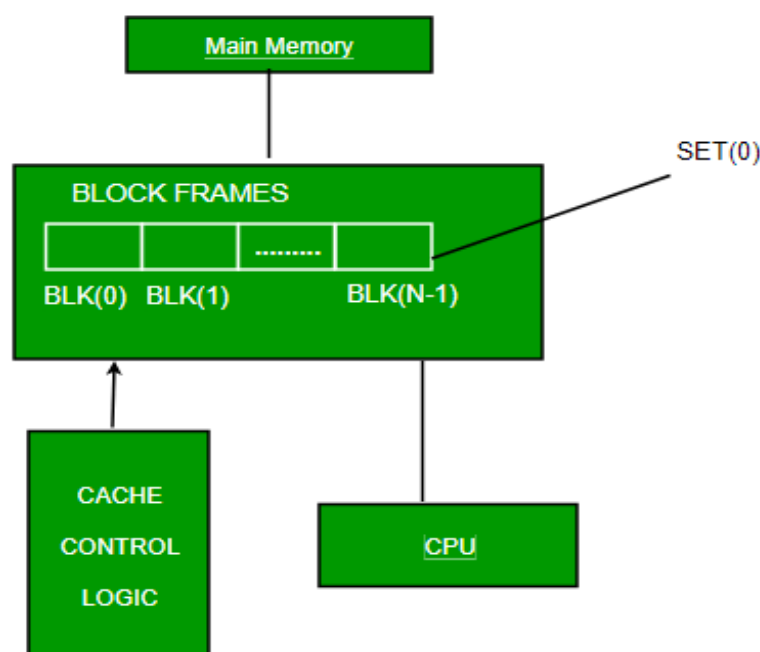 Main Memory
SET(0)
BLOCK FRAMES
.........
BLK(0) BLK(1) BLK(N-1)
CACHE
CONTROL
LOGIC
CPU